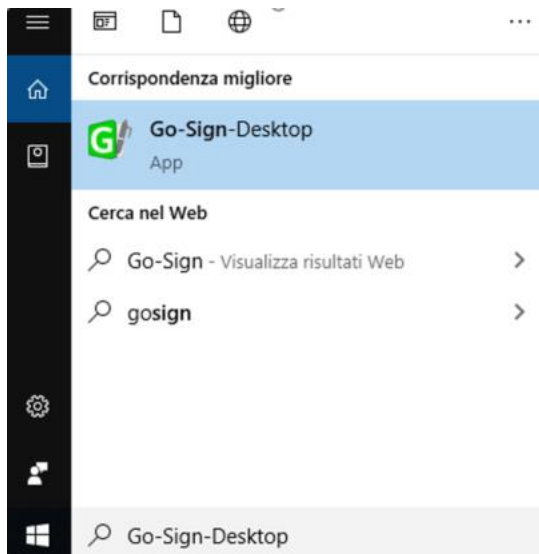 Corrispondenza migliore
Go-Sign-Desktop
App
Cerca nel Web
Go-Sign - Visualizza risultati Web
gosign
Go-Sign-Desktop